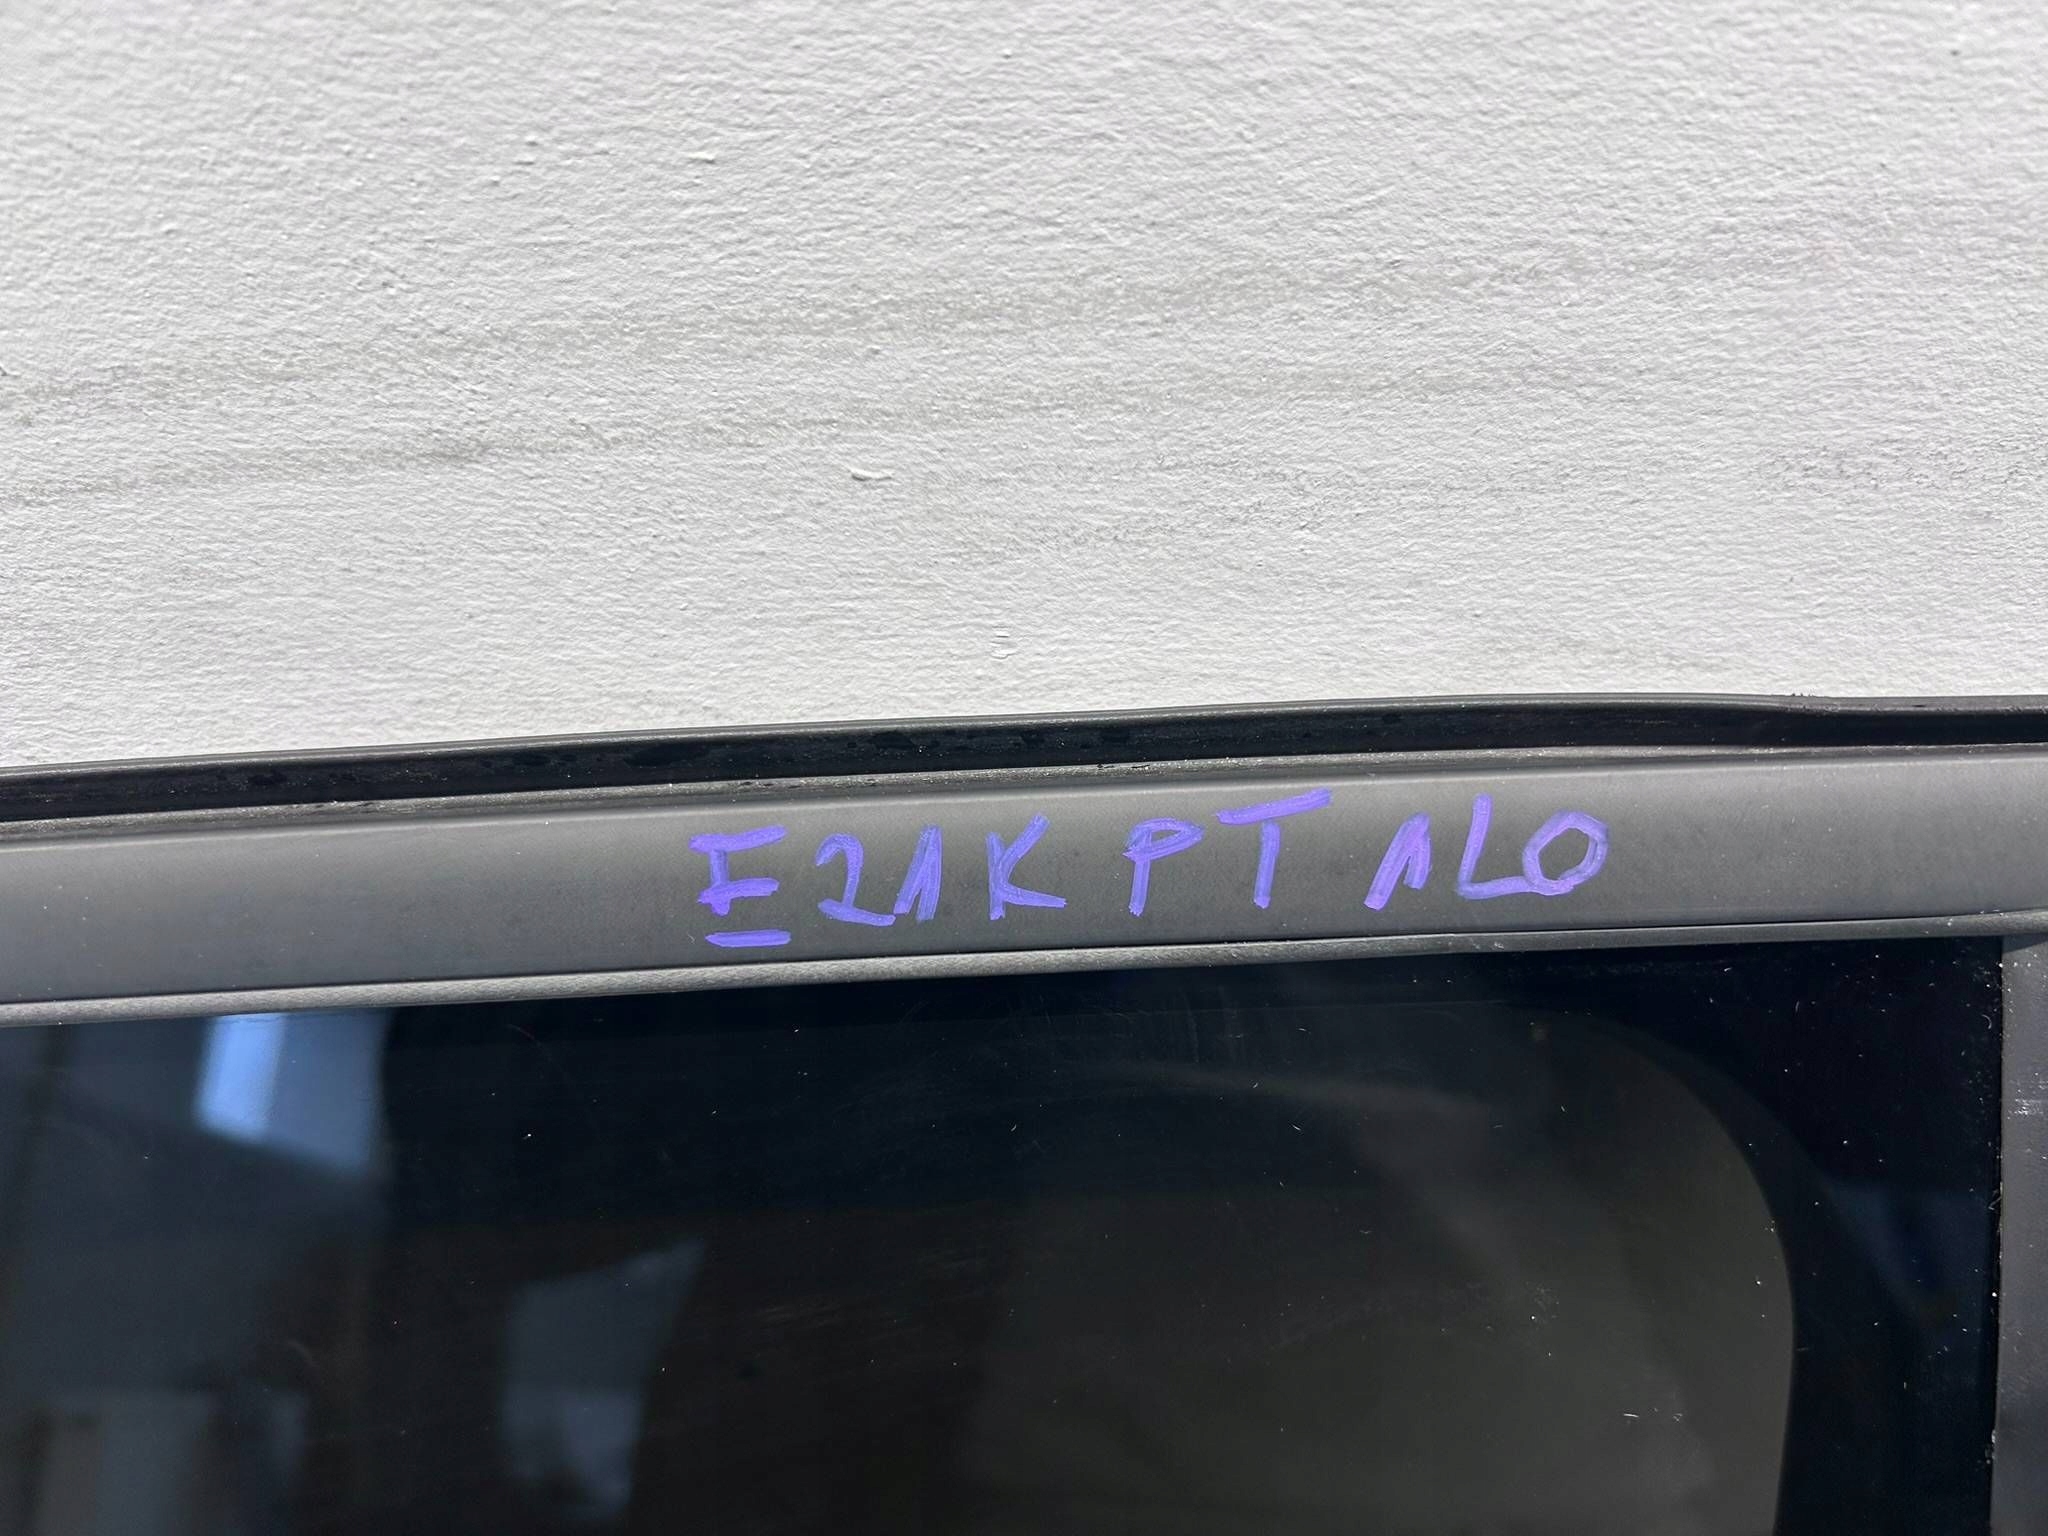 E21K PT 1LO